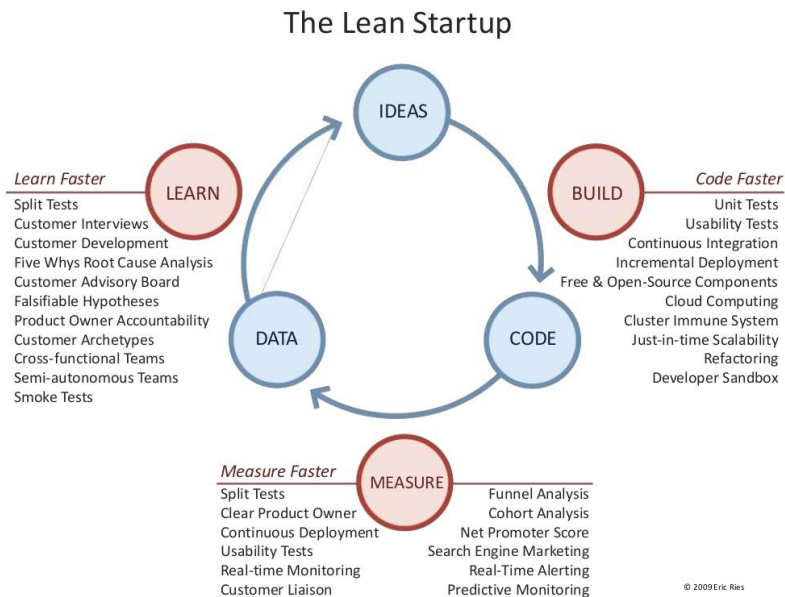 The Lean Startup
IDEAS
Learn Faster
LEARN
Split Tests
Customer Interviews
Customer Development
Five Whys Root Cause Analysis
Customer Advisory Board
Falsifiable Hypotheses
Product Owner Accountability
Customer Archetypes
Cross-functional Teams
Semi-autonomous Teams
Smoke Tests
BUILD
Code Faster
Unit Tests
Usability Tests
Continuous Integration
Incremental Deployment
Free & Open-Source Components
Cloud Computing
Cluster Immune System
Just-in-time Scalability
Refactoring
Developer Sandbox
DATA
CODE
Measure Faster
MEASURE
Split Tests
Clear Product Owner
Continuous Deployment
Usability Tests
Real-time Monitoring
Customer Liaison
Funnel Analysis
Cohort Analysis
Net Promoter Score
Search Engine Marketing
Real-Time Alerting
Predictive Monitoring
© 2009 Eric Ries